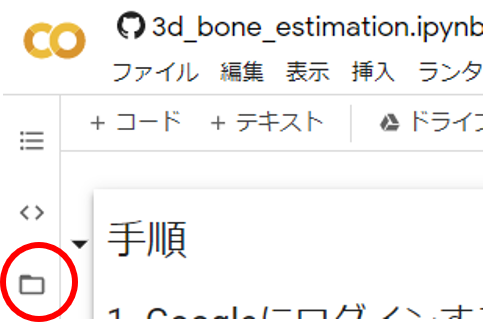 3d_bone_estimation.ipynb
ファイル 編集 表示 挿入 ランタ
+ コード + テキスト ドライブ
手順
1. Googleにログインす